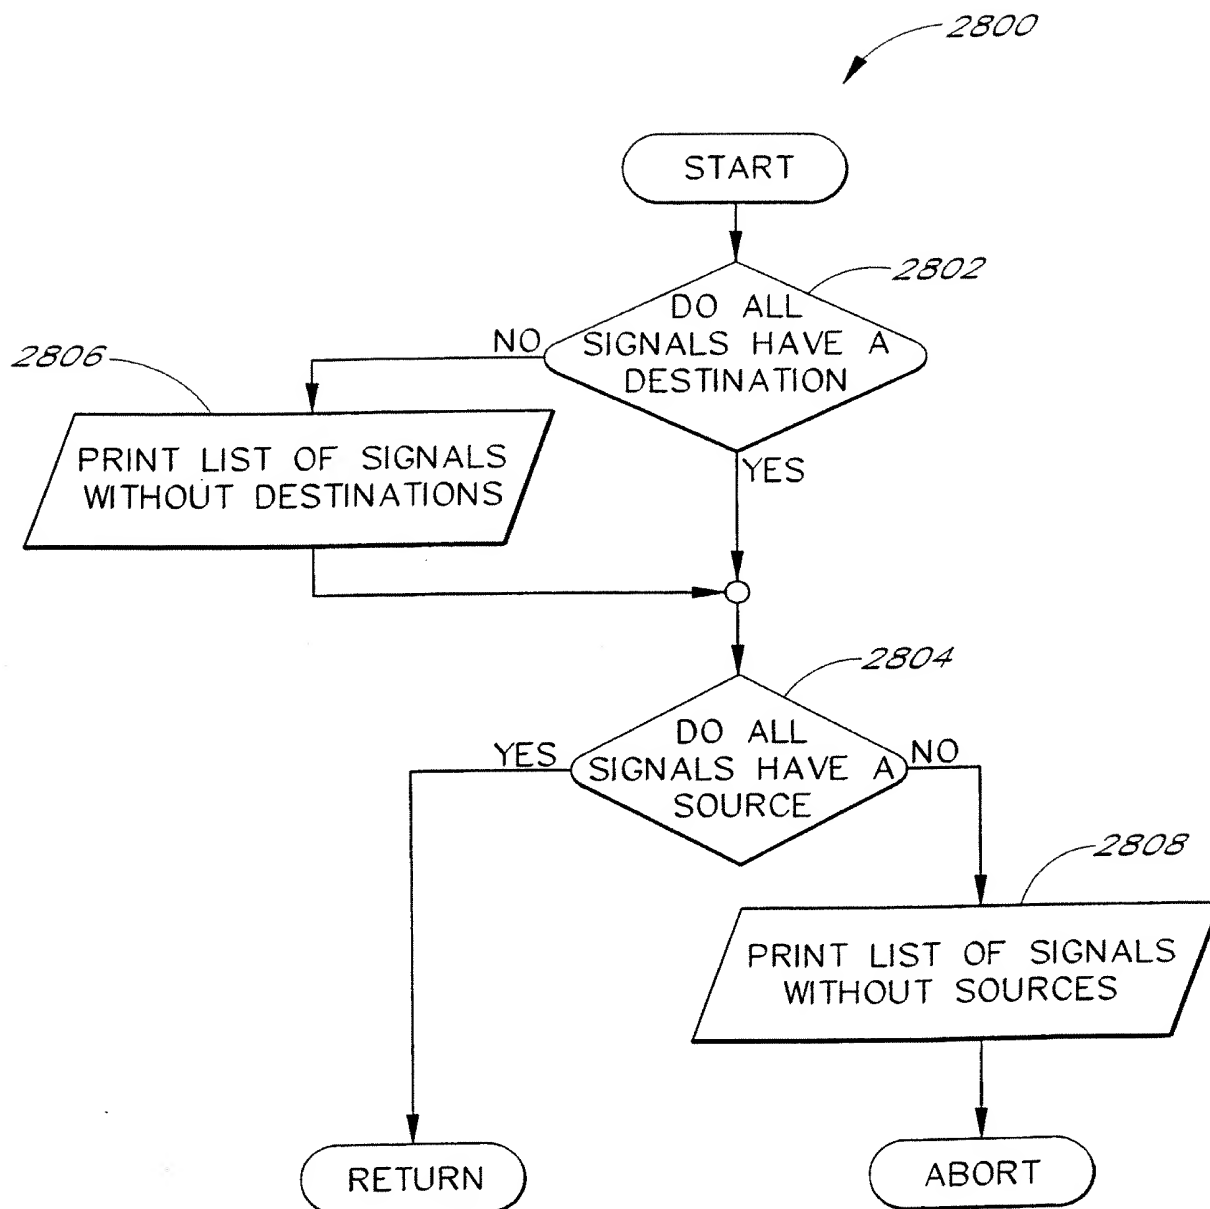 2800
START
2802
DO ALL
SIGNALS HAVE A
DESTINATION
NO
2806
PRINT LIST OF SIGNALS
WITHOUT DESTINATIONS
YES
2804
DO ALL
SIGNALS HAVE A
SOURCE
YES
NO
2808
PRINT LIST OF SIGNALS
WITHOUT SOURCES
RETURN
ABORT